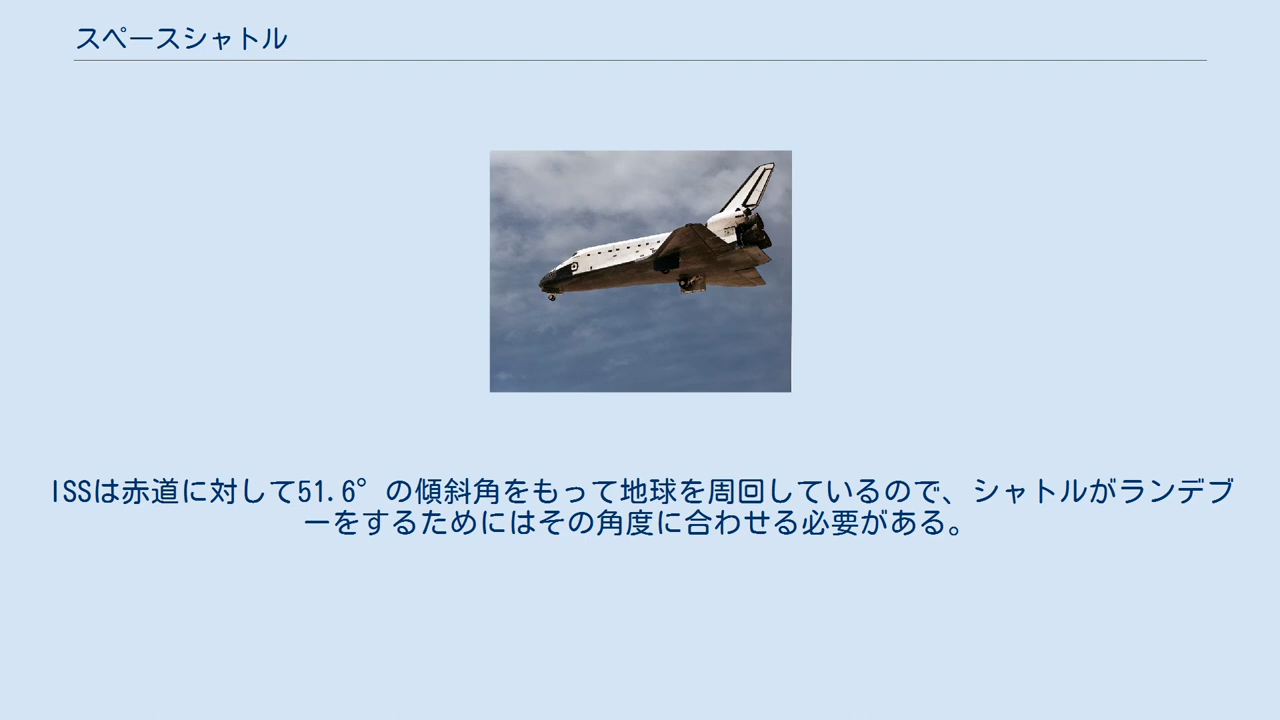 スペースシャトル
ISSは赤道に対して51.6°の傾斜角をもって地球を周回しているので、シャトルがランデブ
ーをするためにはその角度に合わせる必要がある。